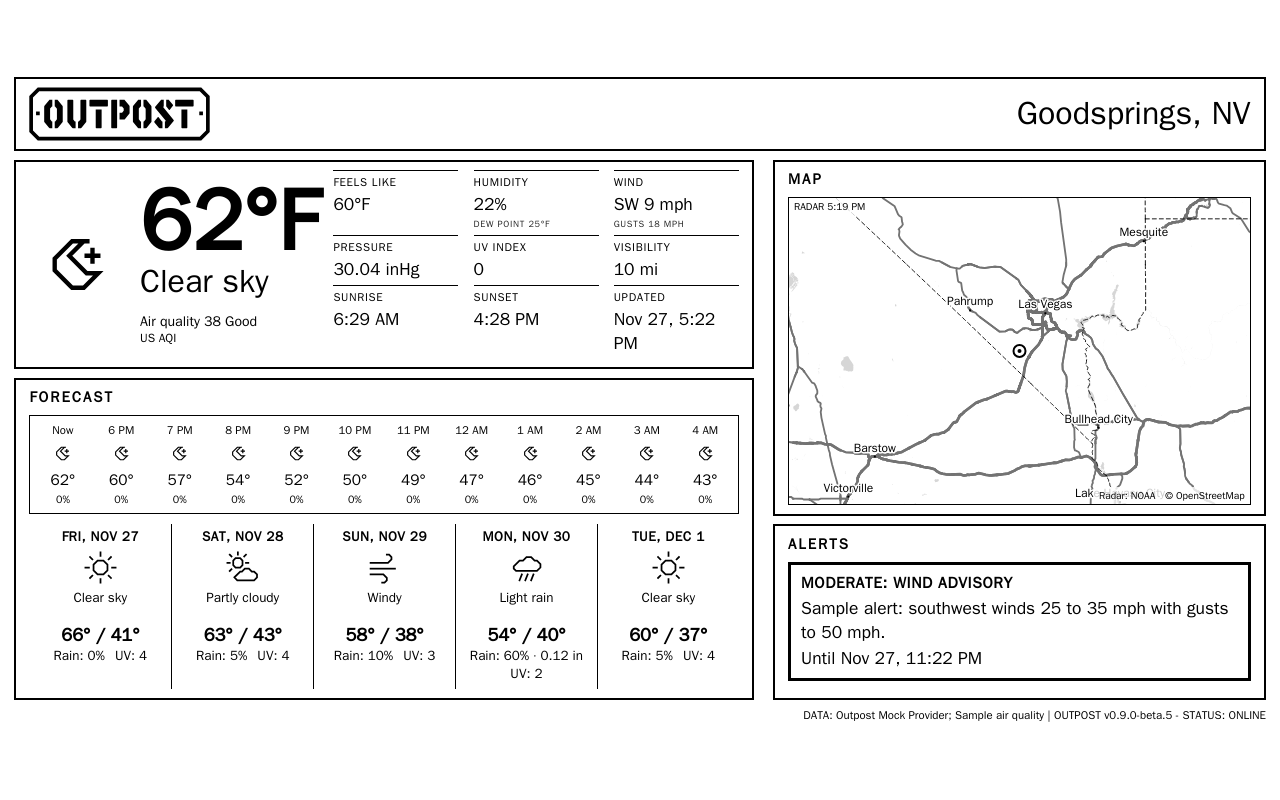 OUTPOST
Goodsprings, NV
62°F
Clear sky
Air quality 38 Good
US AQI
FEELS LIKE
60°F
HUMIDITY
22%
DEW POINT 25°F
WIND
SW 9 mph
GUSTS 18 MPH
PRESSURE
30.04 inHg
UV INDEX
0
VISIBILITY
10 mi
SUNRISE
6:29 AM
SUNSET
4:28 PM
UPDATED
Nov 27, 5:22
PM
FORECAST
Now 6 PM 7 PM 8 PM 9 PM 10 PM 11 PM 12 AM 1 AM 2 AM 3 AM 4 AM
62° 60° 57° 54° 52° 50° 49° 47° 46° 45° 44° 43°
0% 0% 0% 0% 0% 0% 0% 0% 0% 0% 0% 0%
FRI, NOV 27
Clear sky
66° / 41°
Rain: 0% UV: 4
SAT, NOV 28
Partly cloudy
63° / 43°
Rain: 5% UV: 4
SUN, NOV 29
Windy
58° / 38°
Rain: 10% UV: 3
MON, NOV 30
Light rain
54° / 40°
Rain: 60% · 0.12 in
UV: 2
TUE, DEC 1
Clear sky
60° / 37°
Rain: 5% UV: 4
MAP
RADAR 5:19 PM
Mesquite
Pahrump
Las Vegas
Bullhead City
Barstow
Victorville
Lak
Radar: NOAA © OpenStreetMap
ALERTS
MODERATE: WIND ADVISORY
Sample alert: southwest winds 25 to 35 mph with gusts
to 50 mph.
Until Nov 27, 11:22 PM
DATA: Outpost Mock Provider; Sample air quality | OUTPOST v0.9.0-beta.5 - STATUS: ONLINE